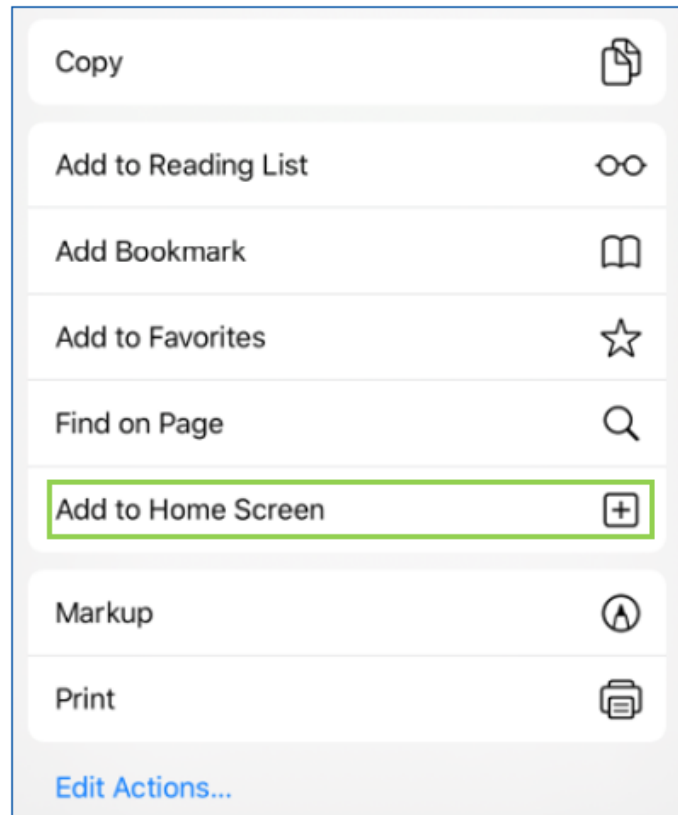 Copy
Add to Reading List
Add Bookmark
Add to Favorites
Find on Page
Add to Home Screen
Markup
Print
Edit Actions...